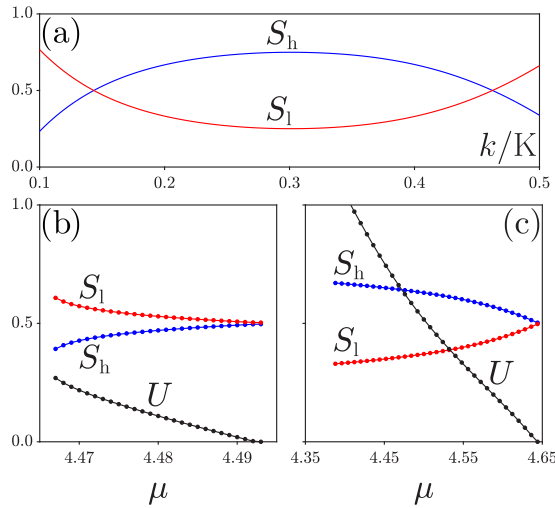 (a)
1.0
S_h
0.5
S_l
k/K
0.0
0.1 0.2 0.3 0.4 0.5
1.0 (b) (c)
S_l S_h
0.5
S_h S_l
U U
0.0
4.47 4.48 4.49 4.35 4.45 4.55 4.65
μ μ